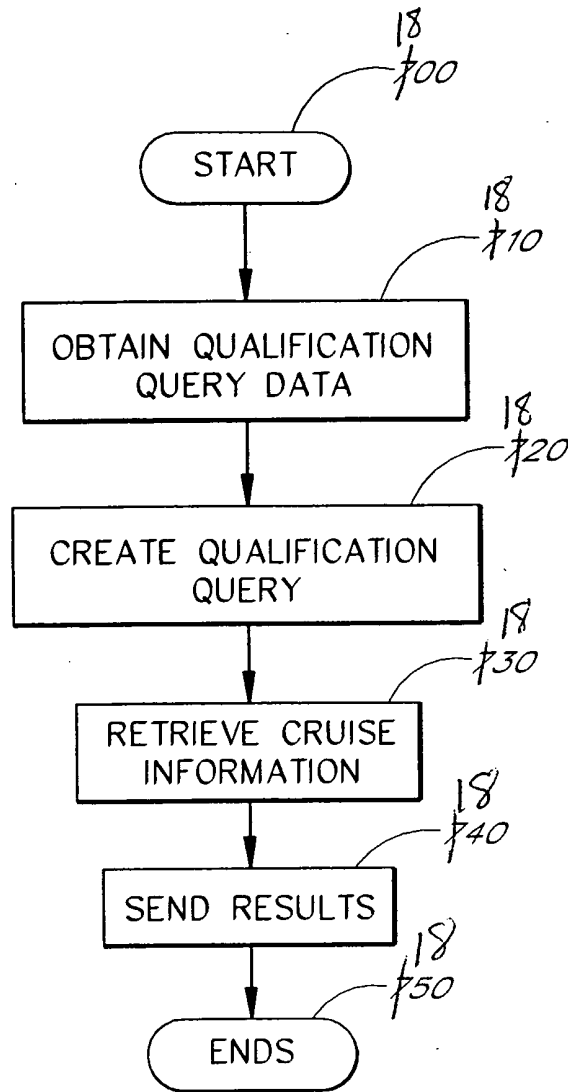 18
700
START
18
710
OBTAIN QUALIFICATION
QUERY DATA
18
720
CREATE QUALIFICATION
QUERY
18
730
RETRIEVE CRUISE
INFORMATION
18
740
SEND RESULTS
18
750
ENDS